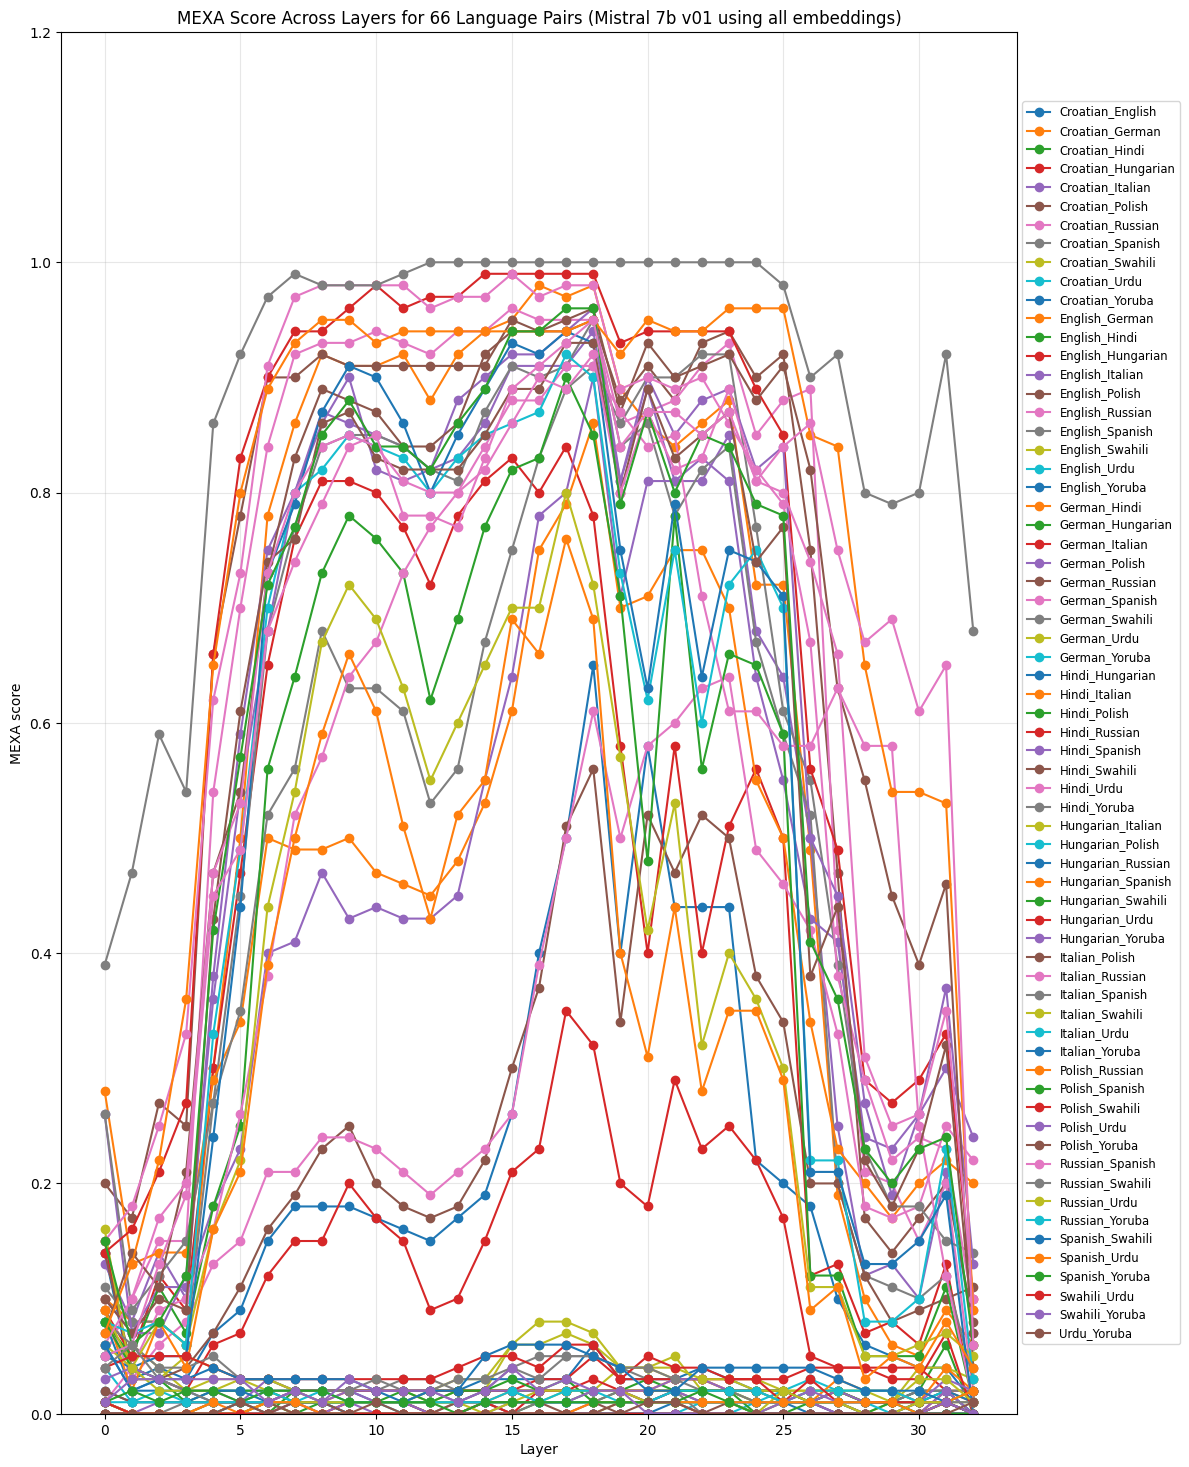 MEXA Score Across Layers for 66 Language Pairs (Mistral 7b v01 using all embeddings)
MEXA score
1.2
1.0
0.8
0.6
0.4
0.2
0.0
0
5
10
15
20
25
30
Layer
Croatian_English
Croatian_German
Croatian_Hindi
Croatian_Hungarian
Croatian_Italian
Croatian_Polish
Croatian_Russian
Croatian_Spanish
Croatian_Swahili
Croatian_Urdu
Croatian_Yoruba
English_German
English_Hindi
English_Hungarian
English_Italian
English_Polish
English_Russian
English_Spanish
English_Swahili
English_Urdu
English_Yoruba
German_Hindi
German_Hungarian
German_Italian
German_Polish
German_Russian
German_Spanish
German_Swahili
German_Urdu
German_Yoruba
Hindi_Hungarian
Hindi_Italian
Hindi_Polish
Hindi_Russian
Hindi_Spanish
Hindi_Swahili
Hindi_Urdu
Hindi_Yoruba
Hungarian_Italian
Hungarian_Polish
Hungarian_Russian
Hungarian_Spanish
Hungarian_Swahili
Hungarian_Urdu
Hungarian_Yoruba
Italian_Polish
Italian_Russian
Italian_Spanish
Italian_Swahili
Italian_Urdu
Italian_Yoruba
Polish_Russian
Polish_Spanish
Polish_Swahili
Polish_Urdu
Polish_Yoruba
Russian_Spanish
Russian_Swahili
Russian_Urdu
Russian_Yoruba
Spanish_Swahili
Spanish_Urdu
Spanish_Yoruba
Swahili_Urdu
Swahili_Yoruba
Urdu_Yoruba